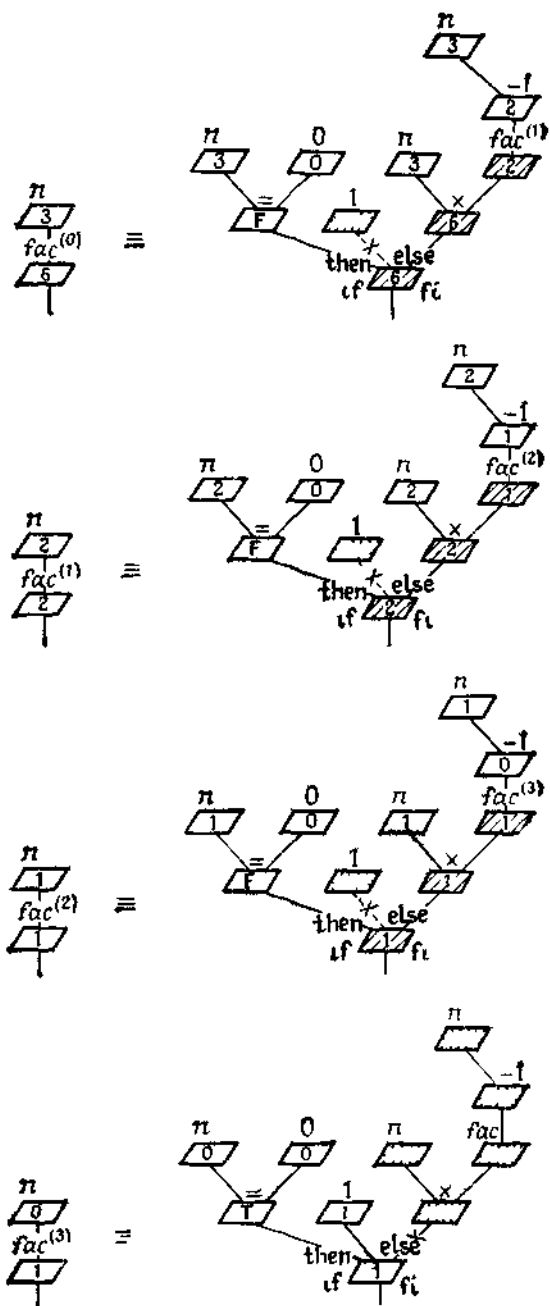 n
3
-1
2
fac(1)
n 0 n
3 0 3 2
n = 1 ×
3 F 6
fac(0) ≡ then else
6 if 6 fi
n
2
-1
1
fac(2)
n 0 n
2 0 2 1
n = 1 ×
2 F 2
fac(1) ≡ then else
2 if 2 fi
n
1
-1
0
fac(3)
n 0 n
1 0 1 1
n = 1 ×
1 F 1
fac(2) ≡ then else
1 if 1 fi
n
-1
n 0 n fac
0 0
n = 1 ×
0 T 1
fac(3) = then else
1 if 1 fi